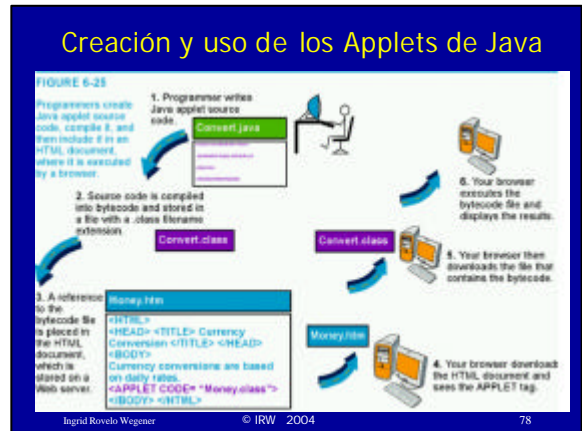 Creación y uso de los Applets de Java
FIGURE 6-25
Programmers create
Java applet source
code, compile it, and
then include it in an
HTML document,
where it is executed
by a browser.
1. Programmer writes
Java applet source
code.
Convert.java
2. Source code is compiled
into bytecode and stored in
a file with a .class filename
extension.
Convert.class
3. A reference
to the
bytecode file
is placed in
the HTML
document,
which is
stored on a
Web server.
Money.htm
<HTML>
<HEAD> <TITLE> Currency
Conversion </TITLE> </HEAD>
<BODY>
Currency conversions are based
on daily rates.
<APPLET CODE= "Money.class">
</BODY> </HTML>
Money.htm
4. Your browser downloads
the HTML document and
sees the APPLET tag.
Convert.class
5. Your browser then
downloads the file that
contains the bytecode.
6. Your browser
executes the
bytecode file and
displays the results.
Ingrid Rovelo Wegener
© IRW 2004
78